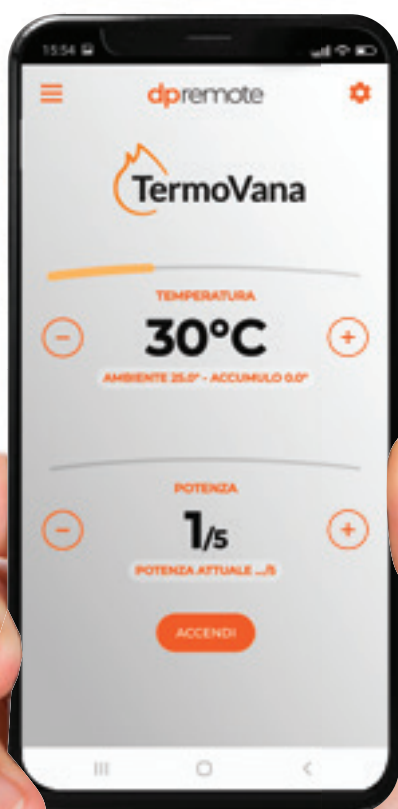 15:54
dpremote
TermoVana
TEMPERATURA
30°C
AMBIENTE 25.0° - ACCUMULO 0.0°
POTENZA
1/5
POTENZA ATTUALE .../5
ACCENDI